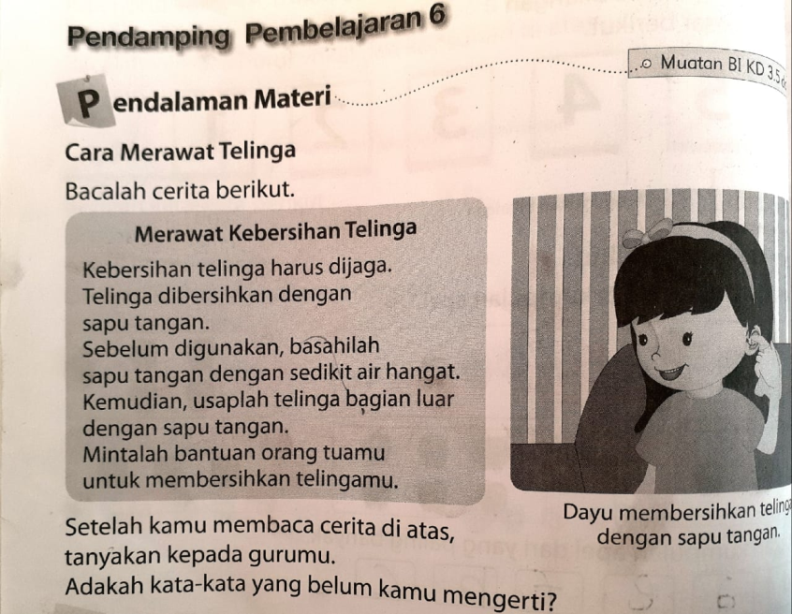 Pendamping Pembelajaran 6
Muatan BI KD 3.5
Pendalaman Materi
Cara Merawat Telinga
Bacalah cerita berikut.
Merawat Kebersihan Telinga
Kebersihan telinga harus dijaga.
Telinga dibersihkan dengan
sapu tangan.
Sebelum digunakan, basahilah
sapu tangan dengan sedikit air hangat.
Kemudian, usaplah telinga bagian luar
dengan sapu tangan.
Mintalah bantuan orang tuamu
untuk membersihkan telingamu.
Dayu membersihkan telinga
dengan sapu tangan.
Setelah kamu membaca cerita di atas,
tanyakan kepada gurumu.
Adakah kata-kata yang belum kamu mengerti?